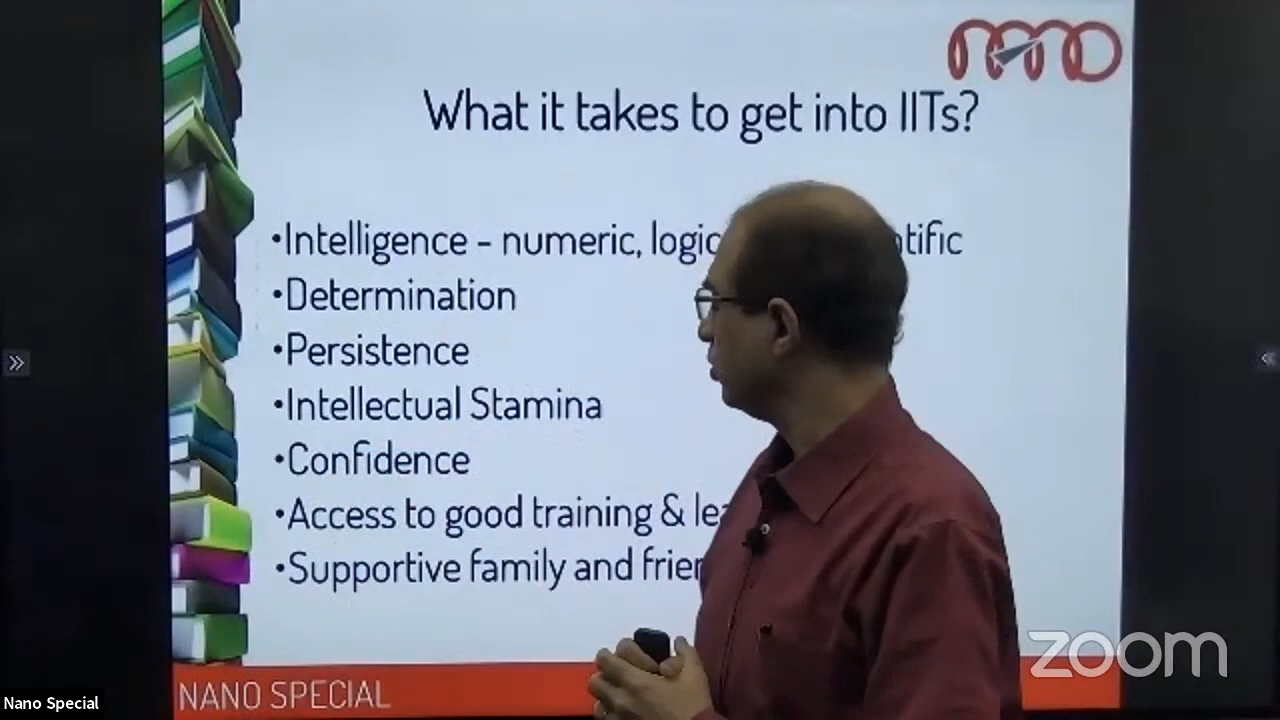 What it takes to get into IITs?
•Intelligence - numeric, logic
•Determination
•Persistence
•Intellectual Stamina
•Confidence
•Access to good training &
•Supportive family and
NANO SPECIAL
zoom
Nano Special